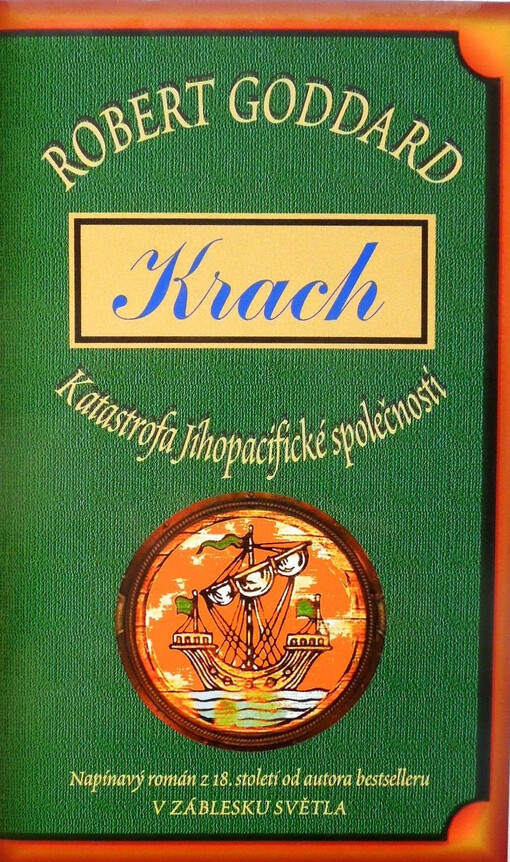 ROBERT GODDARD
Krach
Katastrofa Jihopacifické společnosti
Napínavý román z 18. století od autora bestselleru
V ZÁBLESKU SVĚTLA